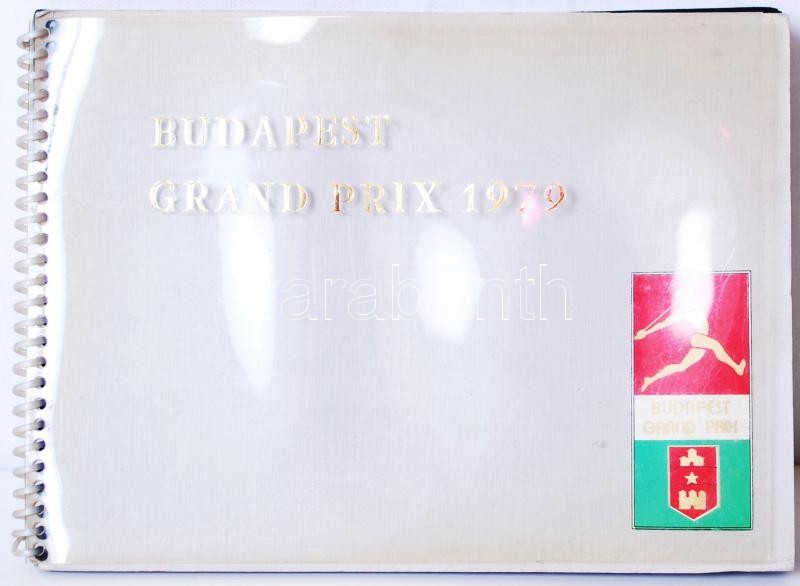 BUDAPEST
GRAND PRIX 1979
Darabanth
BUDAPEST
GRAND PRIX